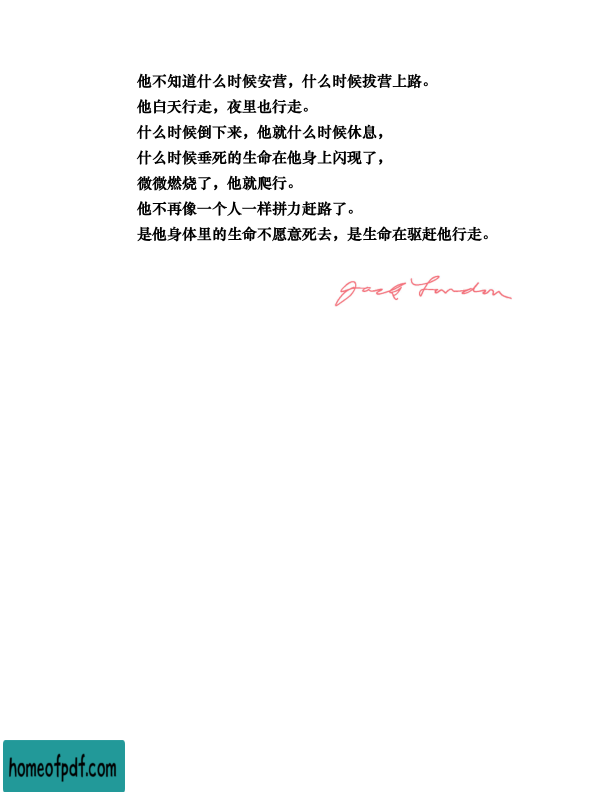 他不知道什么时候安营，什么时候拔营上路。
他白天行走，夜里也行走。
什么时候倒下来，他就什么时候休息，
什么时候垂死的生命在他身上闪现了，
微微燃烧了，他就爬行。
他不再像一个人一样拼力赶路了。
是他身体里的生命不愿意死去，是生命在驱赶他行走。
Jack London
homeofpdf.com